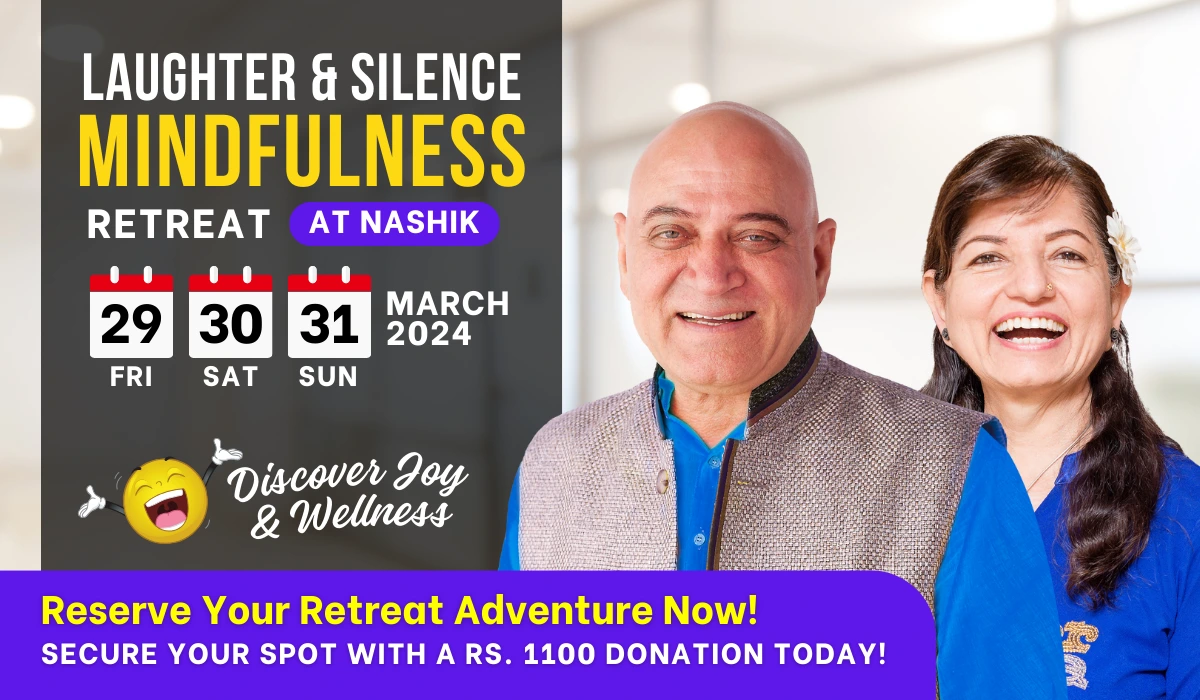 LAUGHTER & SILENCE
MINDFULNESS
RETREAT AT NASHIK
29 30 31 MARCH
2024
FRI SAT SUN
Discover Joy
& Wellness
Reserve Your Retreat Adventure Now!
SECURE YOUR SPOT WITH A RS. 1100 DONATION TODAY!